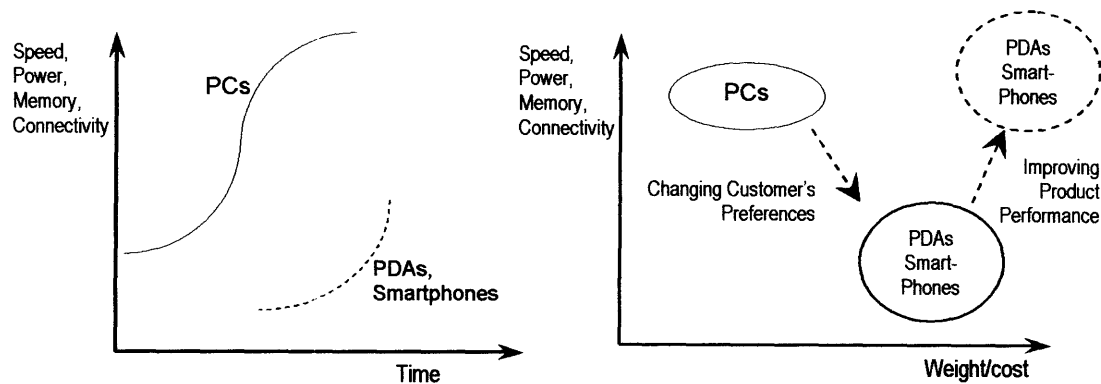 Speed,
Power,
Memory,
Connectivity
PCs
PDAs,
Smartphones
Time
Speed,
Power,
Memory,
Connectivity
PCs
PDAs
Smart-
Phones
Changing Customer's
Preferences
Improving
Product
Performance
PDAs
Smart-
Phones
Weight/cost